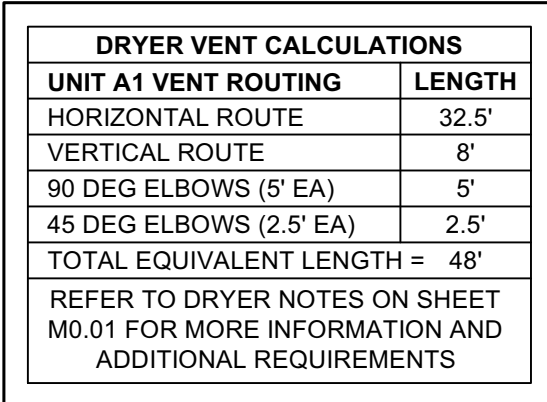 DRYER VENT CALCULATIONS
UNIT A1 VENT ROUTING LENGTH
HORIZONTAL ROUTE 32.5'
VERTICAL ROUTE 8'
90 DEG ELBOWS (5' EA) 5'
45 DEG ELBOWS (2.5' EA) 2.5'
TOTAL EQUIVALENT LENGTH = 48'
REFER TO DRYER NOTES ON SHEET
M0.01 FOR MORE INFORMATION AND
ADDITIONAL REQUIREMENTS